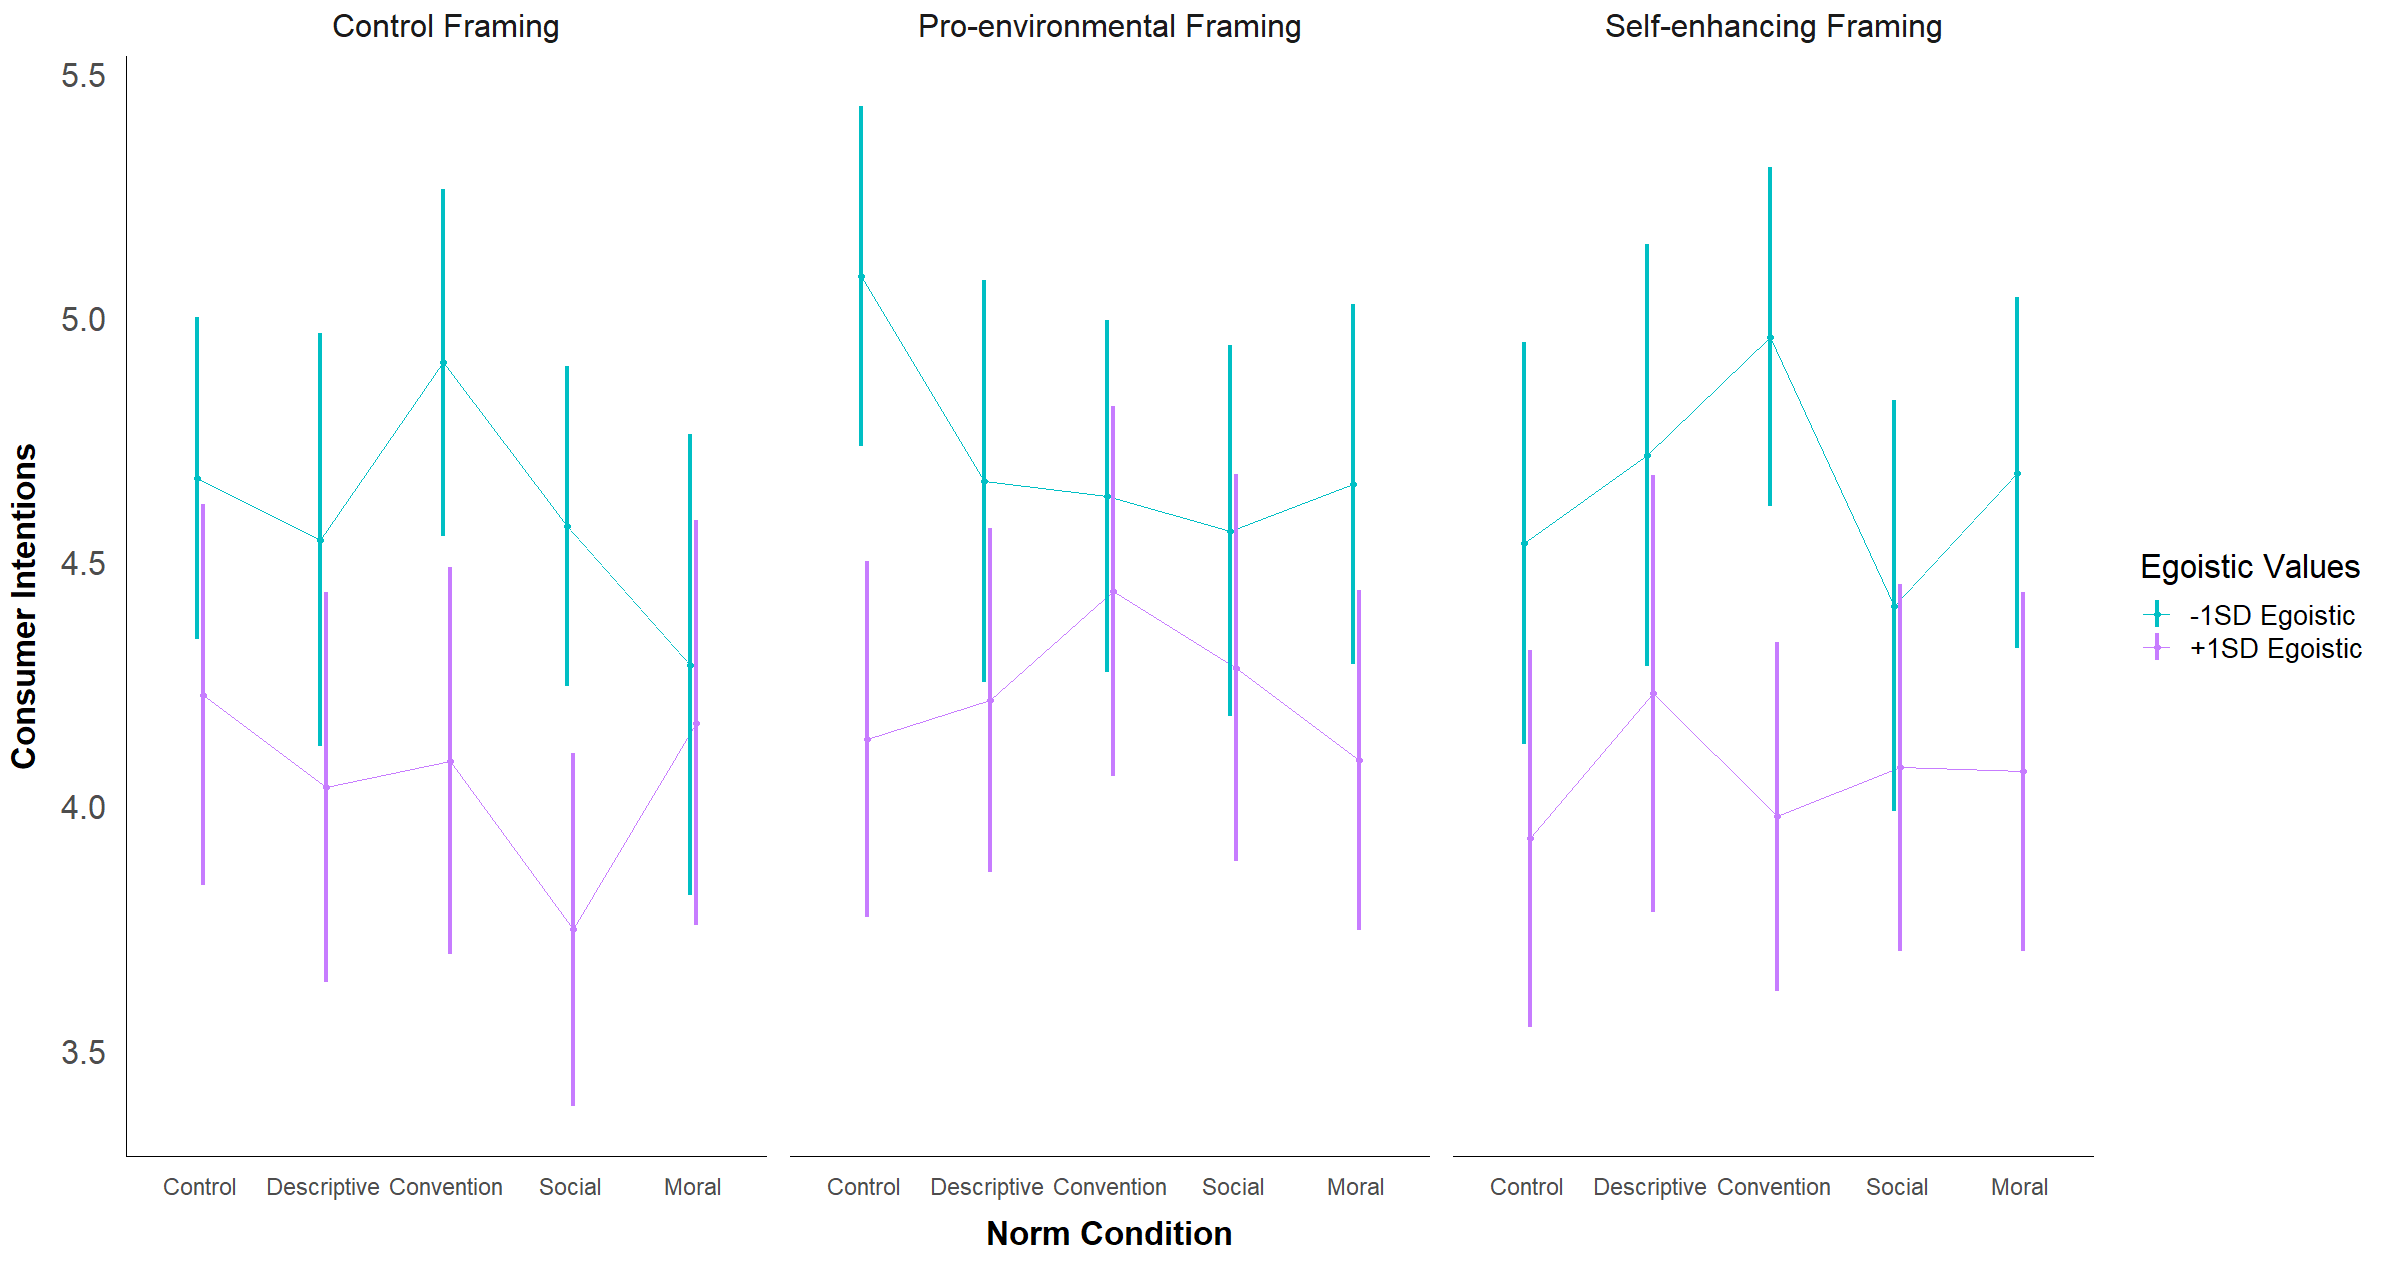 Control Framing
Pro-environmental Framing
Self-enhancing Framing
5.5
5.0
4.5
4.0
3.5
Consumer Intentions
Control Descriptive Convention Social Moral
Control Descriptive Convention Social Moral
Control Descriptive Convention Social Moral
Norm Condition
Egoistic Values
-1SD Egoistic
+1SD Egoistic